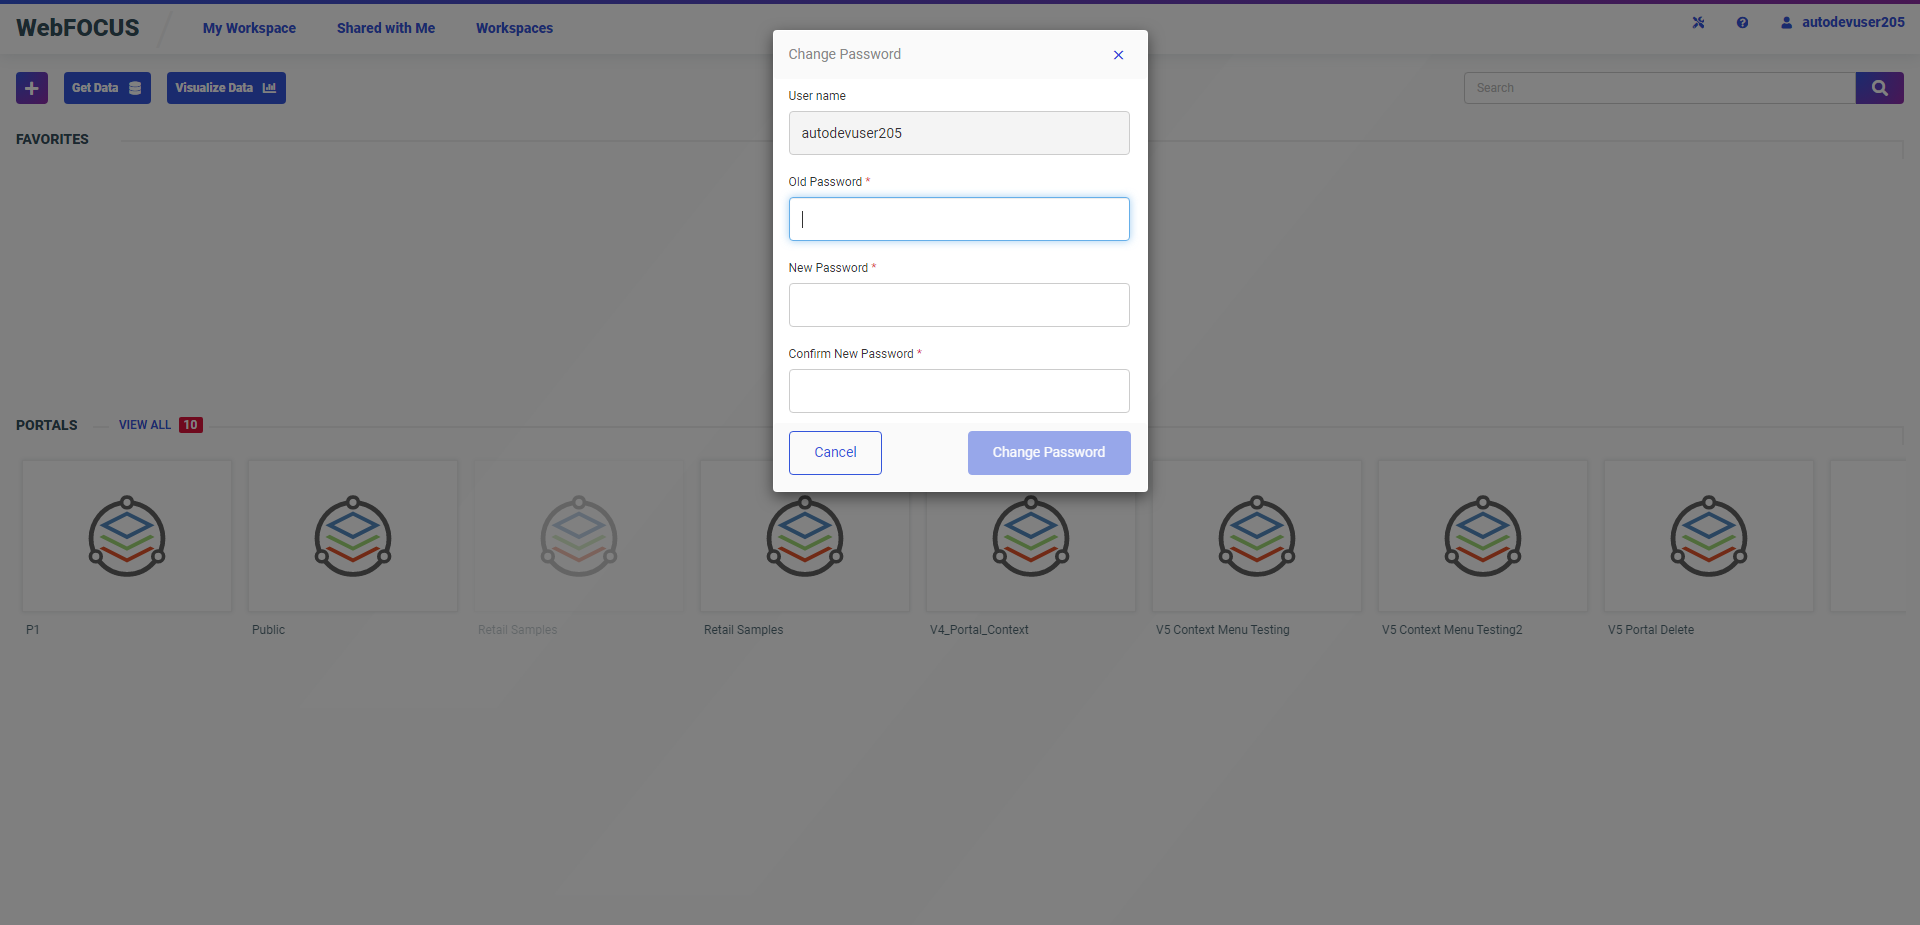 WebFOCUS
My Workspace
Shared with Me
Workspaces
autodevuser205
Get Data
Visualize Data
Search
FAVORITES
Change Password
User name
autodevuser205
Old Password *
New Password *
Confirm New Password *
Cancel
Change Password
PORTALS
VIEW ALL 10
P1
Public
Retail Samples
Retail Samples
V4_Portal_Context
V5 Context Menu Testing
V5 Context Menu Testing2
V5 Portal Delete